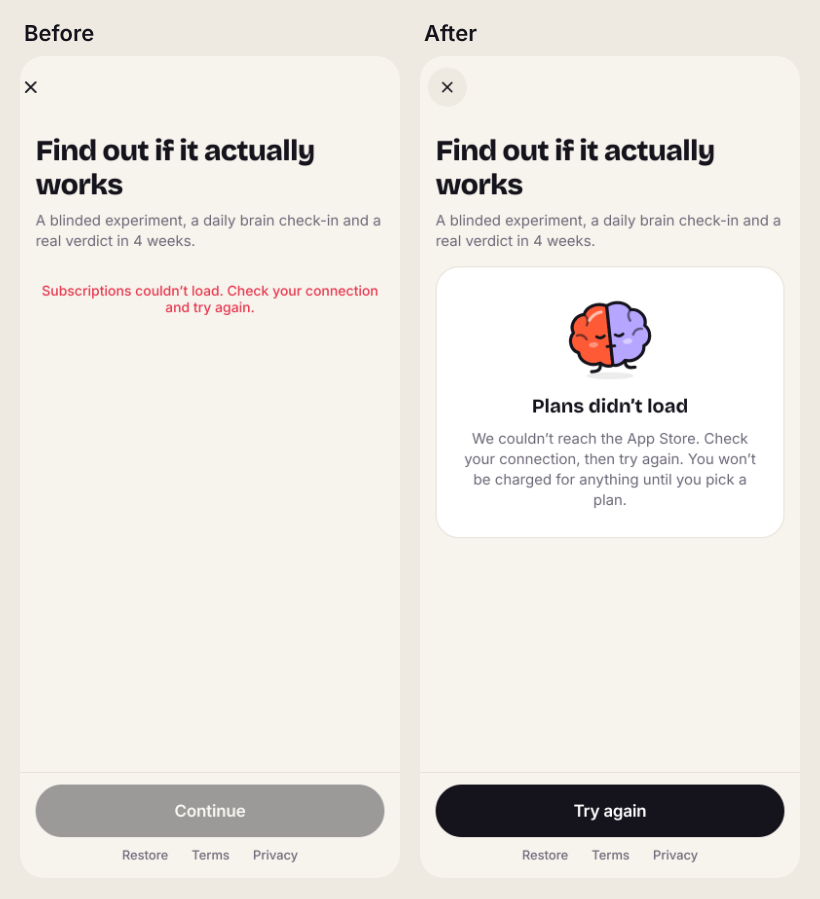 Before
Find out if it actually
works
A blinded experiment, a daily brain check-in and a
real verdict in 4 weeks.
Subscriptions couldn’t load. Check your connection
and try again.
Continue
Restore Terms Privacy
After
Find out if it actually
works
A blinded experiment, a daily brain check-in and a
real verdict in 4 weeks.
Plans didn’t load
We couldn’t reach the App Store. Check
your connection, then try again. You won’t
be charged for anything until you pick a
plan.
Try again
Restore Terms Privacy